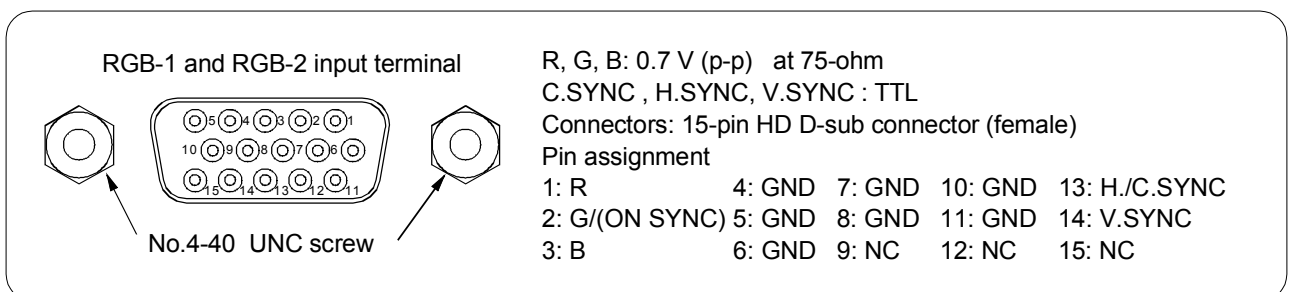 RGB-1 and RGB-2 input terminal
5 4 3 2 1
10 9 8 7 6
15 14 13 12 11
No.4-40 UNC screw
R, G, B: 0.7 V (p-p) at 75-ohm
C.SYNC , H.SYNC, V.SYNC : TTL
Connectors: 15-pin HD D-sub connector (female)
Pin assignment
1: R 4: GND 7: GND 10: GND 13: H./C.SYNC
2: G/(ON SYNC) 5: GND 8: GND 11: GND 14: V.SYNC
3: B 6: GND 9: NC 12: NC 15: NC